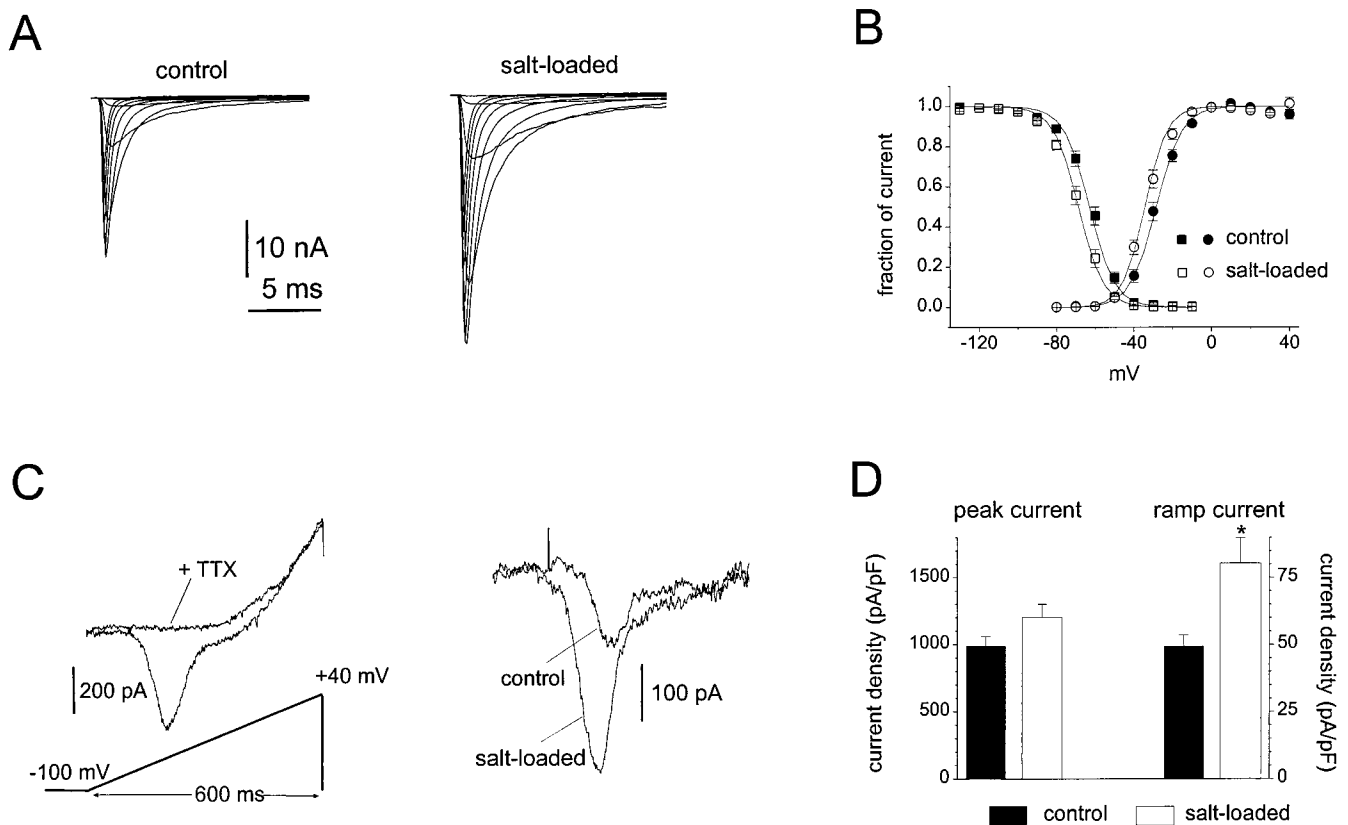 A
control
salt-loaded
10 nA
5 ms
B
fraction of current
1.0
0.8
0.6
0.4
0.2
0.0
control
salt-loaded
-120
-80
-40
0
40
mV
C
+ TTX
200 pA
+40 mV
-100 mV
600 ms
control
salt-loaded
100 pA
D
peak current
ramp current
*
current density (pA/pF)
1500
1000
500
0
75
50
25
0
current density (pA/pF)
control
salt-loaded